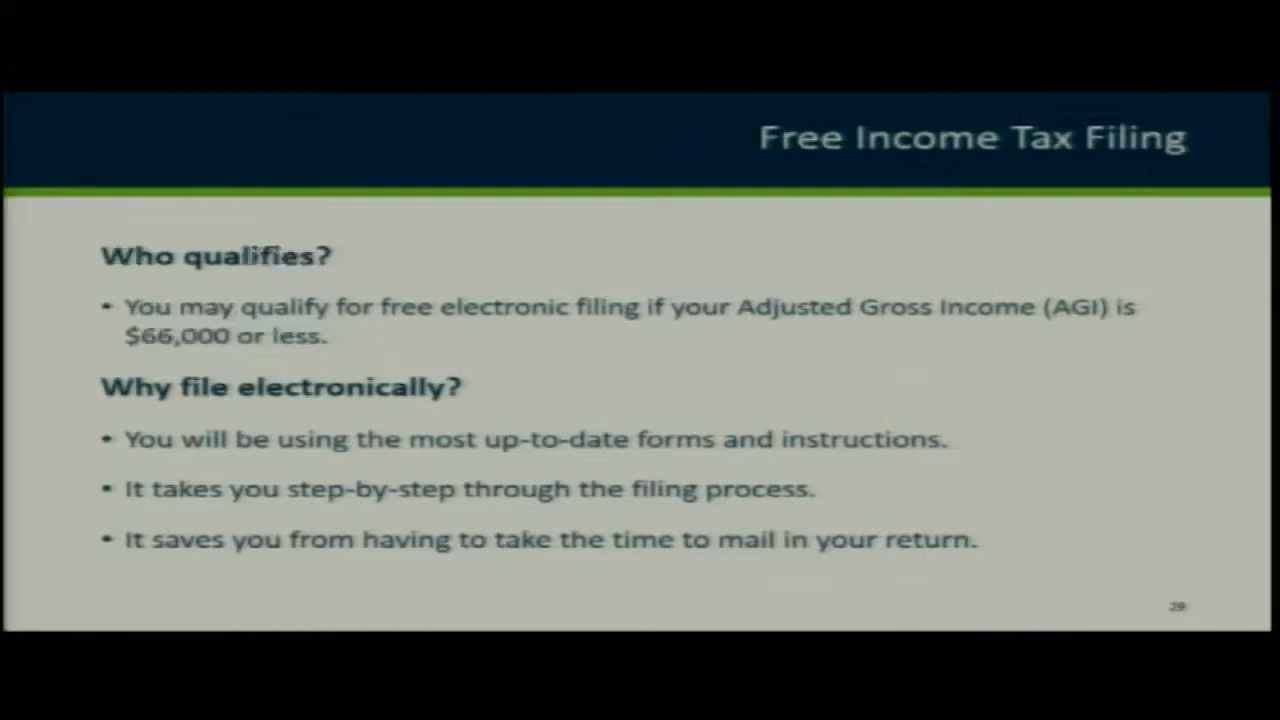 Free Income Tax Filing
Who qualifies?
• You may qualify for free electronic filing if your Adjusted Gross Income (AGI) is
$66,000 or less.
Why file electronically?
• You will be using the most up-to-date forms and instructions.
• It takes you step-by-step through the filing process.
• It saves you from having to take the time to mail in your return.